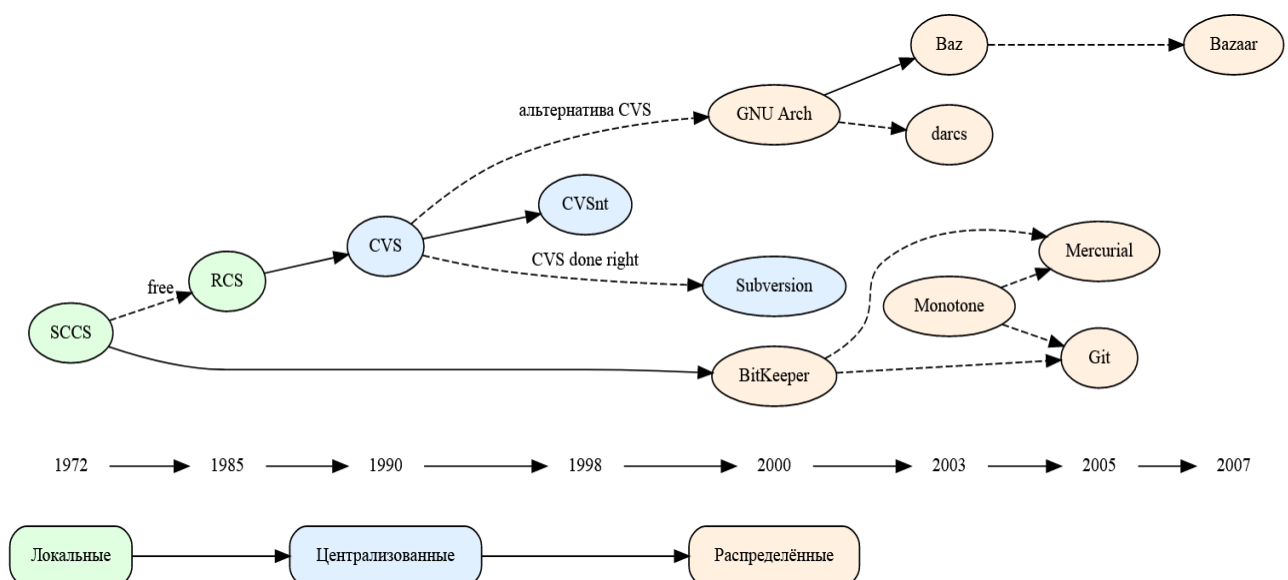 Baz
Bazaar
альтернатива CVS
GNU Arch
darcs
CVSnt
CVS
CVS done right
Mercurial
RCS
free
Subversion
Monotone
SCCS
Git
BitKeeper
1972 1985 1990 1998 2000 2003 2005 2007
Локальные Централизованные Распределённые